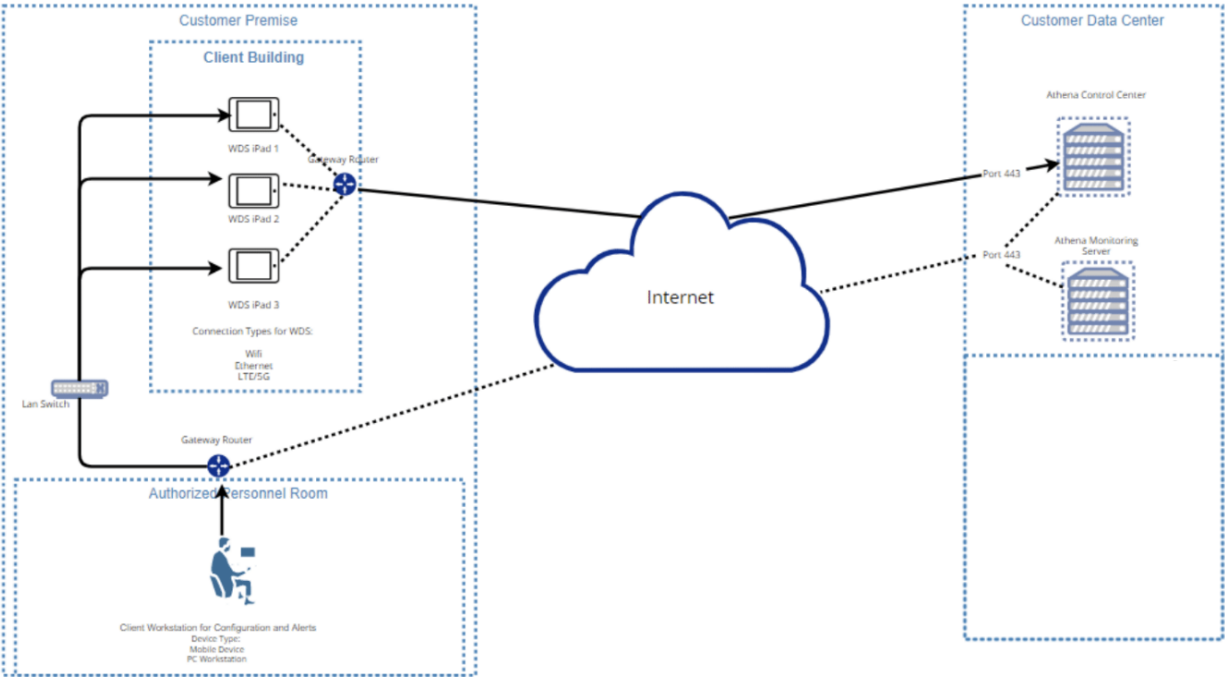 Customer Premise
Client Building
WDS iPad 1
Gateway Router
WDS iPad 2
WDS iPad 3
Connection Types for WDS:
Wifi
Ethernet
LTE/5G
Lan Switch
Gateway Router
Authorized Personnel Room
Client Workstation for Configuration and Alerts
Device Type:
Mobile Device
PC Workstation
Internet
Customer Data Center
Athena Control Center
Port 443
Athena Monitoring
Server
Port 443